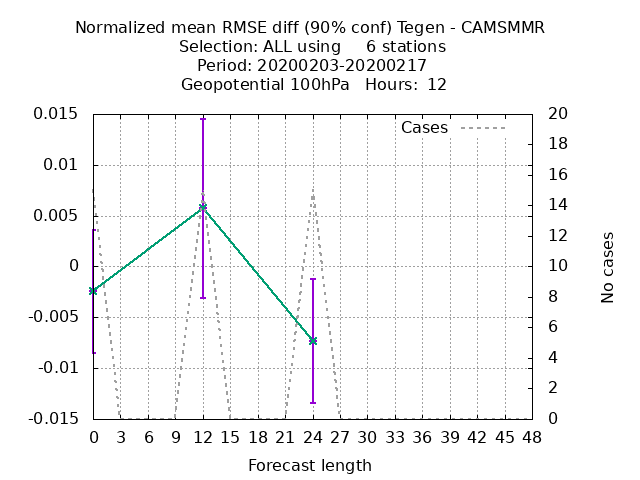 Normalized mean RMSE diff (90% conf) Tegen - CAMSMMR
Selection: ALL using     6 stations
Period: 20200203-20200217
Geopotential 100hPa   Hours:  12
Cases
0.015
0.01
0.005
0
-0.005
-0.01
-0.015
20
18
16
14
12
10
8
6
4
2
0
No cases
0 3 6 9 12 15 18 21 24 27 30 33 36 39 42 45 48
Forecast length